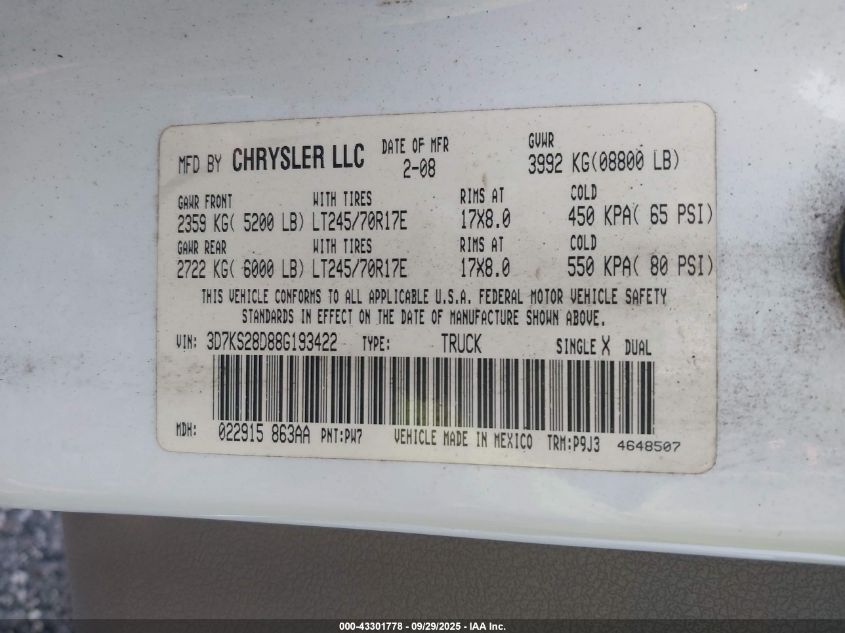 MFD BY CHRYSLER LLC DATE OF MFR 2-08 GVWR 3992 KG(08800 LB)
GAWR FRONT WITH TIRES RIMS AT COLD
2359 KG( 5200 LB) LT245/70R17E 17X8.0 450 KPA( 65 PSI)
GAWR REAR WITH TIRES RIMS AT COLD
2722 KG( 6000 LB) LT245/70R17E 17X8.0 550 KPA( 80 PSI)
THIS VEHICLE CONFORMS TO ALL APPLICABLE U.S.A. FEDERAL MOTOR VEHICLE SAFETY
STANDARDS IN EFFECT ON THE DATE OF MANUFACTURE SHOWN ABOVE.
VIN: 3D7KS28D88G193422 TYPE: TRUCK SINGLE X DUAL
MDH: 022915 863AA PNT:PW7 VEHICLE MADE IN MEXICO TRM:P9J3 4648507
000-43301778 - 09/29/2025 - IAA Inc.